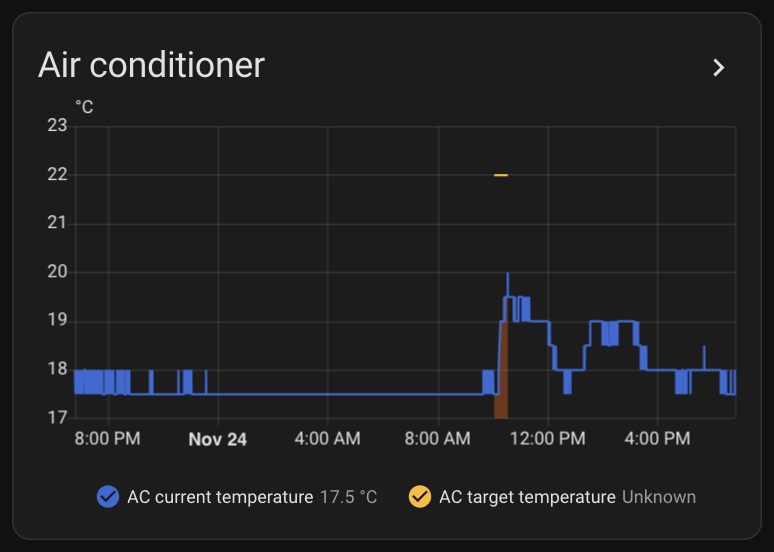 Air conditioner
°C
23
22
21
20
19
18
17
8:00 PM Nov 24 4:00 AM 8:00 AM 12:00 PM 4:00 PM
AC current temperature 17.5 °C AC target temperature Unknown